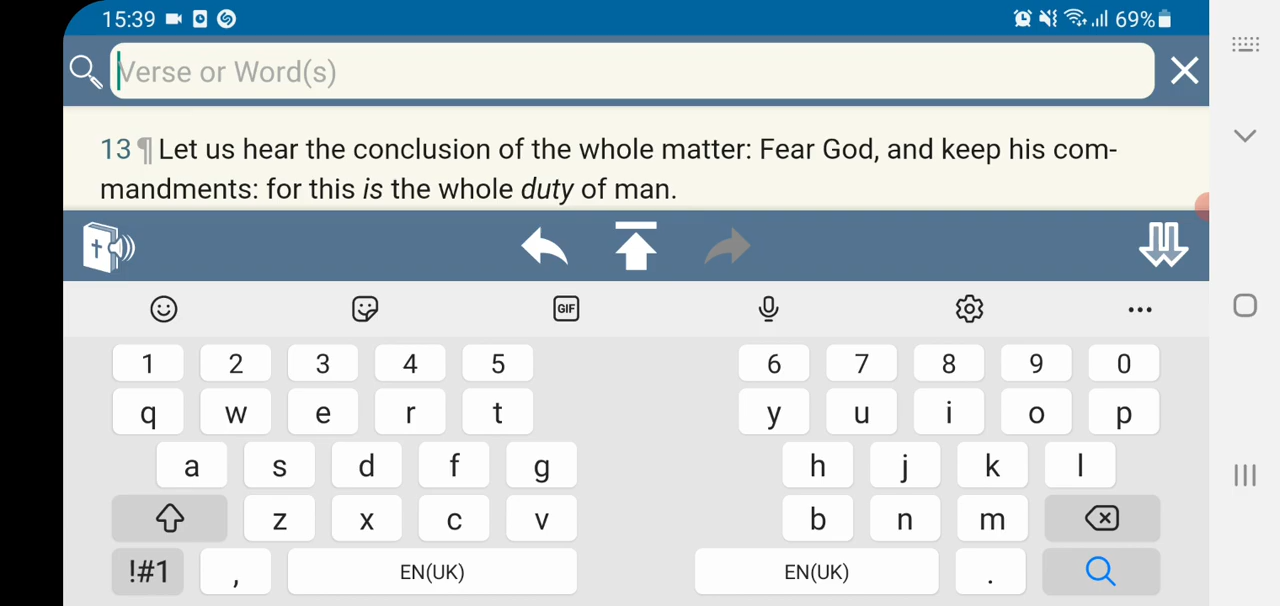 15:39 69%
Verse or Word(s)
13 ¶ Let us hear the conclusion of the whole matter: Fear God, and keep his com-
mandments: for this is the whole duty of man.
GIF
1 2 3 4 5 6 7 8 9 0
q w e r t y u i o p
a s d f g h j k l
z x c v b n m
!#1 , EN(UK) EN(UK) .